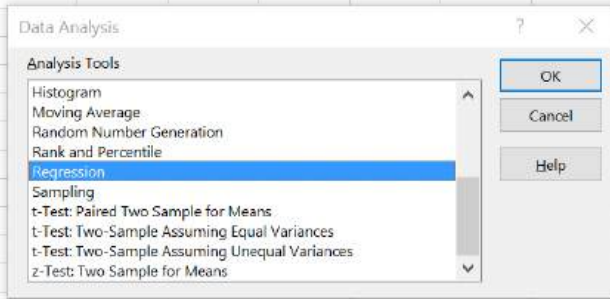 Data Analysis
?
Analysis Tools
Histogram
Moving Average
Random Number Generation
Rank and Percentile
Regression
Sampling
t-Test: Paired Two Sample for Means
t-Test: Two-Sample Assuming Equal Variances
t-Test: Two-Sample Assuming Unequal Variances
z-Test: Two Sample for Means
OK
Cancel
Help